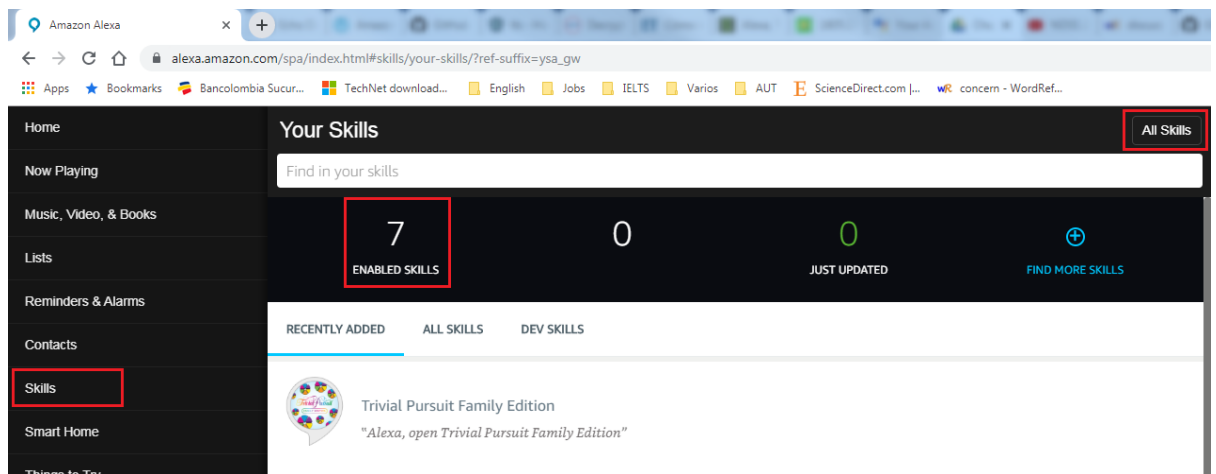 Amazon Alexa
alexa.amazon.com/spa/index.html#skills/your-skills/?ref-suffix=ysa_gw
Apps Bookmarks Bancolombia Sucur... TechNet download... English Jobs IELTS Varios AUT ScienceDirect.com |... wR concern - WordRef...
Home
Now Playing
Music, Video, & Books
Lists
Reminders & Alarms
Contacts
Skills
Smart Home
Things to Try
Your Skills
All Skills
Find in your skills
7
ENABLED SKILLS
0
0
JUST UPDATED
FIND MORE SKILLS
RECENTLY ADDED ALL SKILLS DEV SKILLS
Trivial Pursuit Family Edition
"Alexa, open Trivial Pursuit Family Edition"